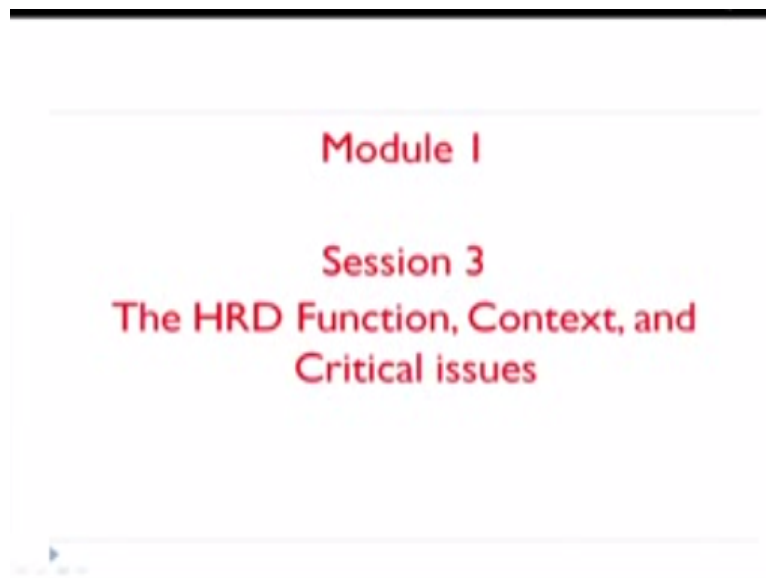 Module 1
Session 3
The HRD Function, Context, and
Critical issues